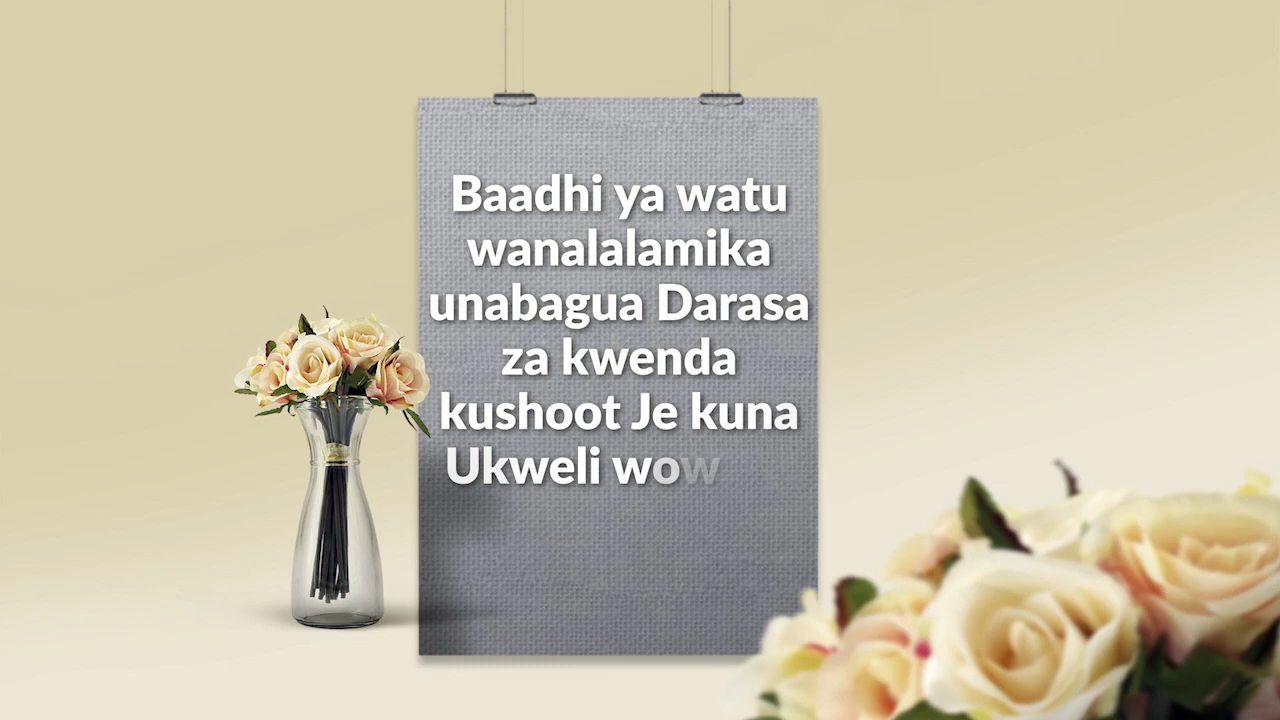 Baadhi ya watu
wanalalamika
unabagua Darasa
za kwenda
kushoot Je kuna
Ukweli wow